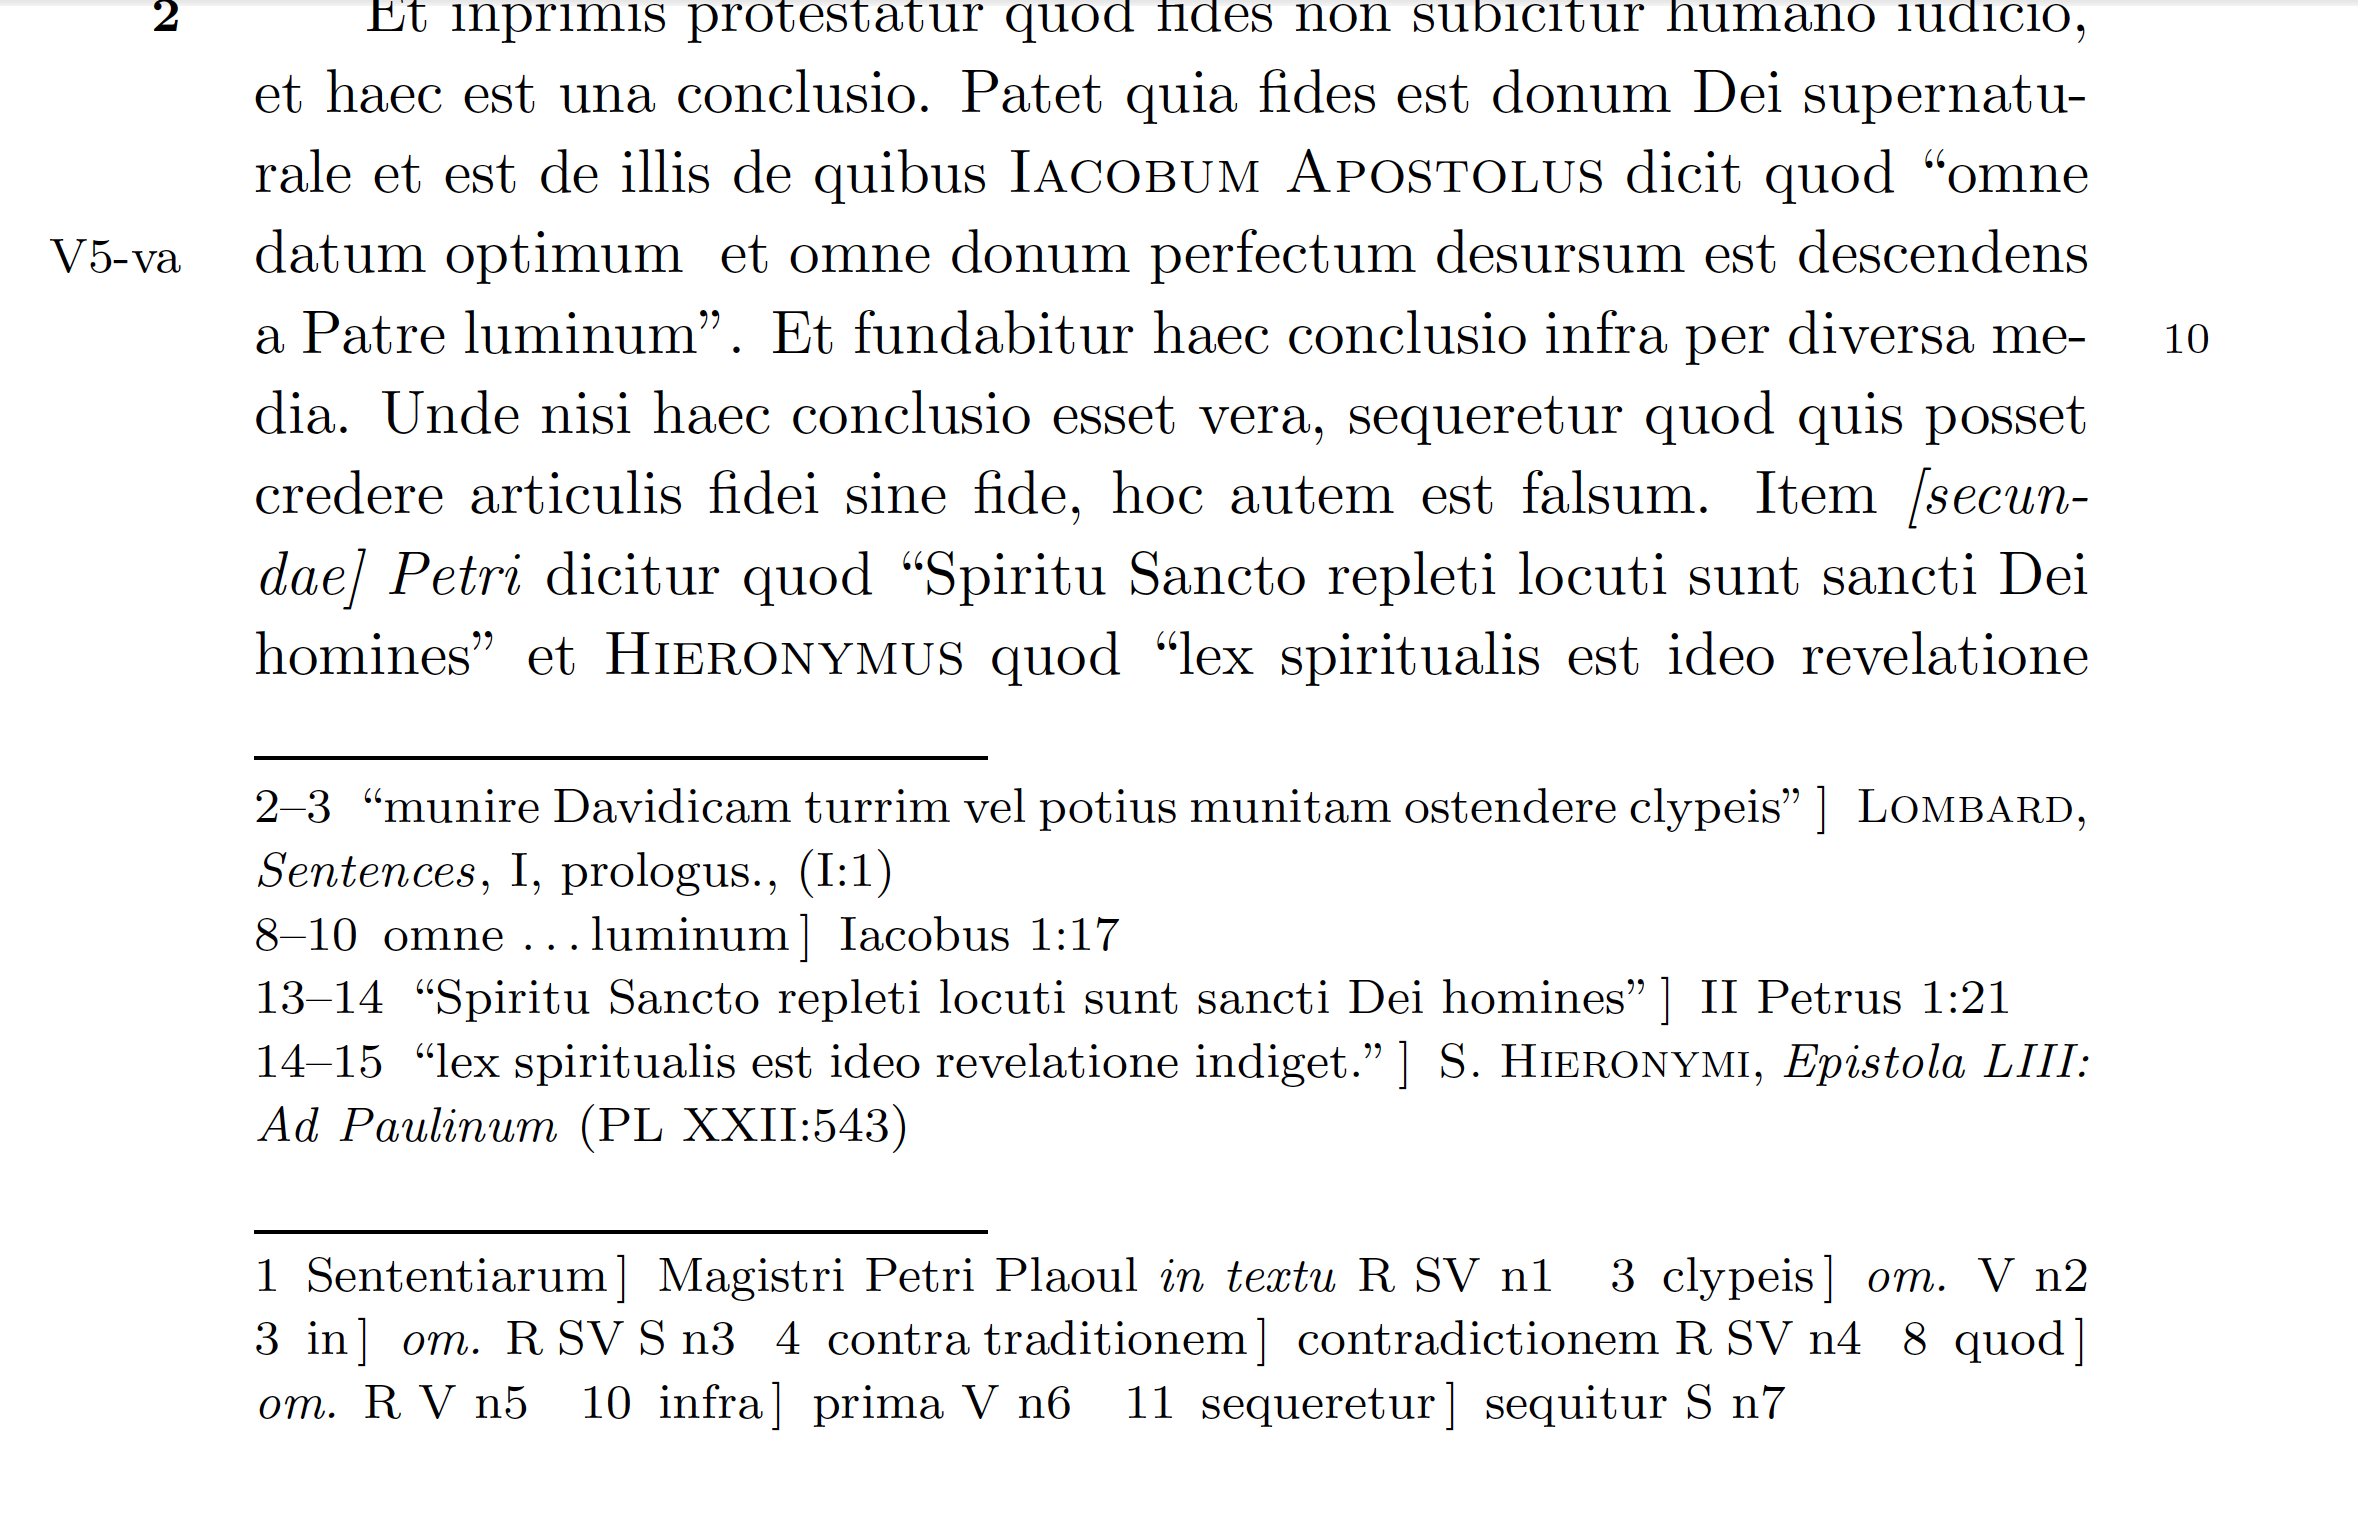 2 Et inprimis protestatur quod fides non subicitur humano iudicio,
et haec est una conclusio. Patet quia fides est donum Dei supernatu-
rale et est de illis de quibus IACOBUM APOSTOLUS dicit quod “omne
V5-va datum optimum et omne donum perfectum desursum est descendens
a Patre luminum”. Et fundabitur haec conclusio infra per diversa me- 10
dia. Unde nisi haec conclusio esset vera, sequeretur quod quis posset
credere articulis fidei sine fide, hoc autem est falsum. Item [secun-
dae] Petri dicitur quod “Spiritu Sancto repleti locuti sunt sancti Dei
homines” et HIERONYMUS quod “lex spiritualis est ideo revelatione
2–3 “munire Davidicam turrim vel potius munitam ostendere clypeis”] LOMBARD,
Sentences, I, prologus., (I:1)
8–10 omne ...luminum] Iacobus 1:17
13–14 “Spiritu Sancto repleti locuti sunt sancti Dei homines”] II Petrus 1:21
14–15 “lex spiritualis est ideo revelatione indiget.”] S. HIERONYMI, Epistola LIII:
Ad Paulinum (PL XXII:543)
1 Sententiarum] Magistri Petri Plaoul in textu R SV n1 3 clypeis] om. V n2
3 in] om. R SV S n3 4 contra traditionem] contradictionem R SV n4 8 quod]
om. R V n5 10 infra] prima V n6 11 sequeretur] sequitur S n7